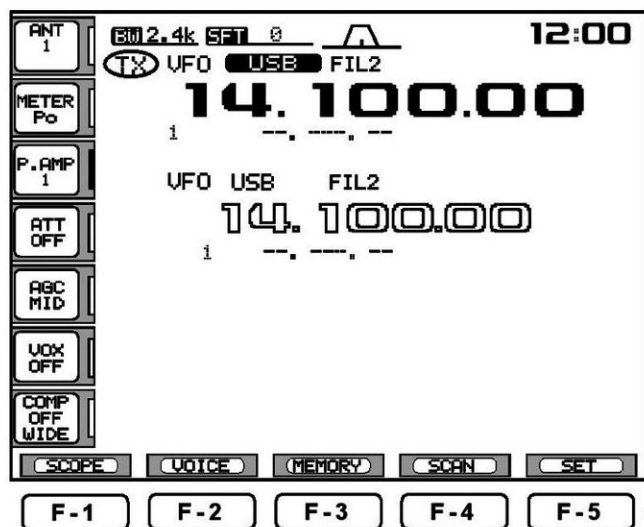 ANT
1
BW 2.4k SFT 0
12:00
TX VFO USB FIL2
METER
Po
14.100.00
1 --.---.--
P.AMP
1
VFO USB FIL2
ATT
OFF
14.100.00
1 --.---.--
AGC
MID
VOX
OFF
COMP
OFF
WIDE
SCOPE VOICE MEMORY SCAN SET
F-1 F-2 F-3 F-4 F-5